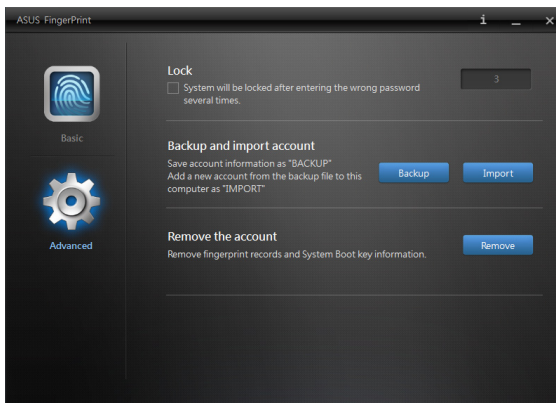 ASUS FingerPrint
i
Lock
System will be locked after entering the wrong password
several times.
3
Basic
Backup and import account
Save account information as "BACKUP"
Add a new account from the backup file to this
computer as "IMPORT"
Backup
Import
Advanced
Remove the account
Remove fingerprint records and System Boot key information.
Remove